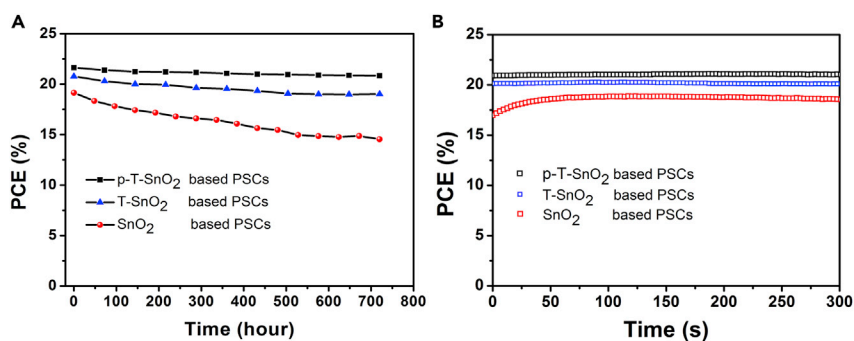 A
PCE (%)
25
20
15
10
5
0
p-T-SnO2 based PSCs
T-SnO2 based PSCs
SnO2 based PSCs
0 100 200 300 400 500 600 700 800
Time (hour)
B
PCE (%)
25
20
15
10
5
0
p-T-SnO2 based PSCs
T-SnO2 based PSCs
SnO2 based PSCs
0 50 100 150 200 250 300
Time (s)